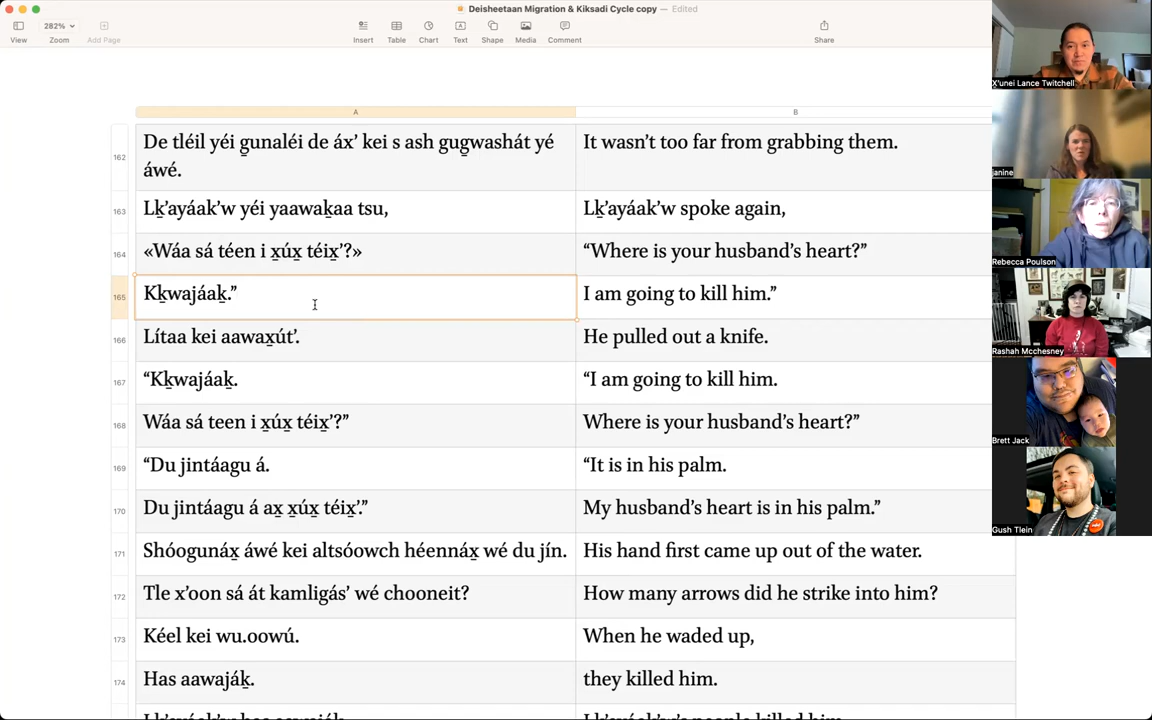 Deisheetaan Migration & Kiksadi Cycle copy — Edited
282%
View Zoom Add Page Insert Table Chart Text Shape Media Comment Share
A B
162 De tléil yéi g̲unaléi de áx’ kei s ash gug̲washát yé It wasn’t too far from grabbing them.
áwé.
163 Lḵ’ayáak’w yéi yaawaḵaa tsu, Lḵ’ayáak’w spoke again,
164 «Wáa sá téen i x̲úx̲ téix̲’?» “Where is your husband’s heart?”
165 Kḵwajáaḵ.” I am going to kill him.”
166 Lítaa kei aawax̲út’. He pulled out a knife.
167 “Kḵwajáaḵ. “I am going to kill him.
168 Wáa sá teen i x̲úx̲ téix̲’?” Where is your husband’s heart?”
169 “Du jintáagu á. “It is in his palm.
170 Du jintáagu á ax̲ x̲úx̲ téix̲’.” My husband’s heart is in his palm.”
171 Shóogunáx̲ áwé kei altsóowch héennáx̲ wé du jín. His hand first came up out of the water.
172 Tle x’oon sá át kamligás’ wé chooneit? How many arrows did he strike into him?
173 Kéel kei wu.oowú. When he waded up,
174 Has aawajáḵ. they killed him.
X̱'unei Lance Twitchell
janine
Rebecca Poulson
Rashah Mcchesney
Brett Jack
Gush Tlein